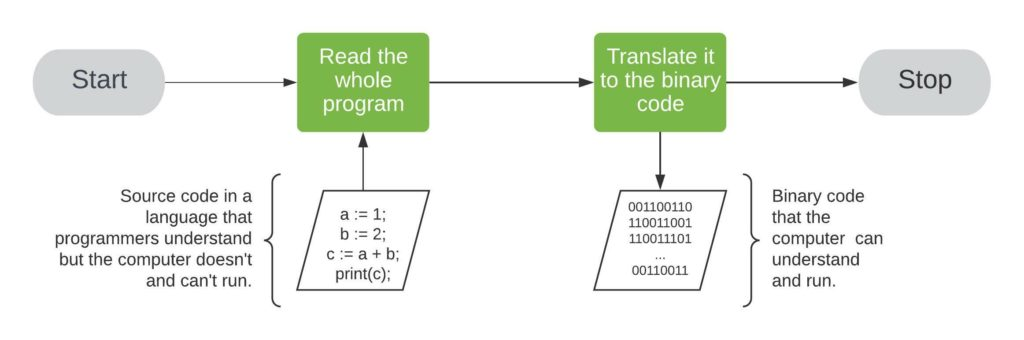 Start
Read the
whole
program
Translate it
to the binary
code
Stop
Source code in a
language that
programmers understand
but the computer doesn't
and can't run.
a := 1;
b := 2;
c := a + b;
print(c);
001100110
110011001
110011101
...
00110011
Binary code
that the
computer can
understand
and run.